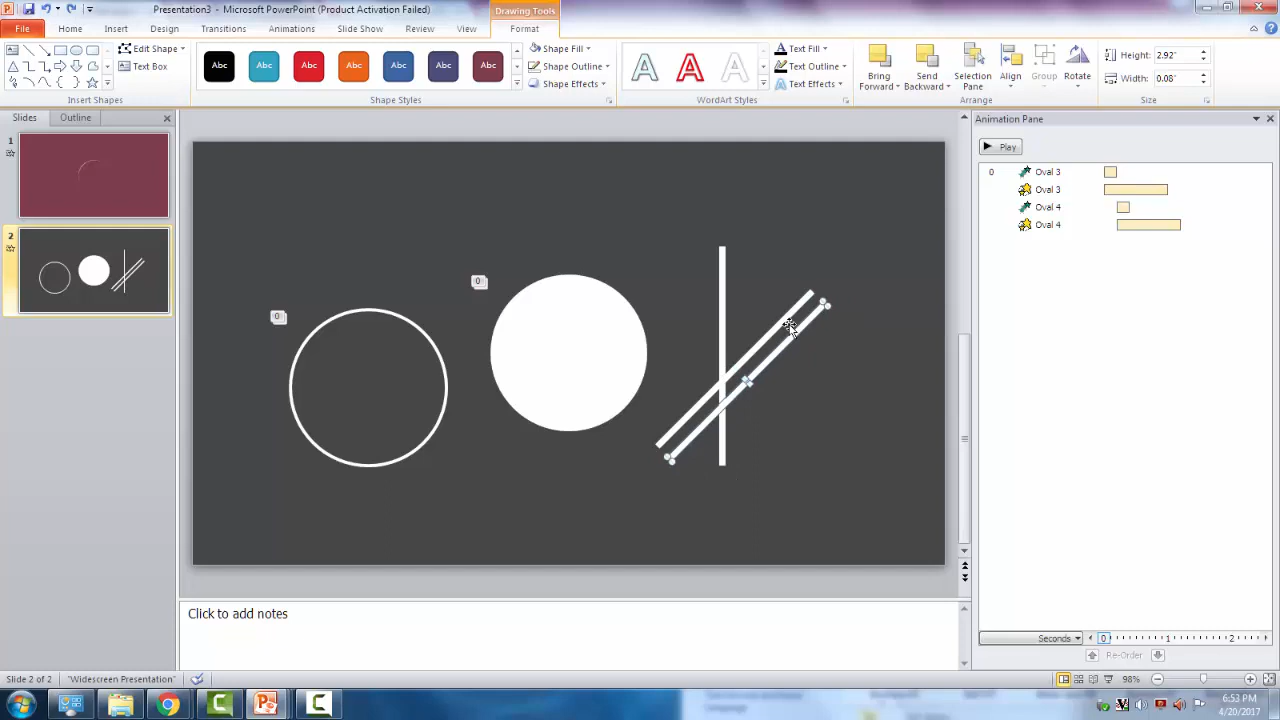 Presentation3 - Microsoft PowerPoint (Product Activation Failed)
Drawing Tools
File Home Insert Design Transitions Animations Slide Show Review View Format
Edit Shape
Text Box
Insert Shapes
Abc Abc Abc Abc Abc Abc Abc
Shape Fill
Shape Outline
Shape Effects
Shape Styles
A A A
Text Fill
Text Outline
Text Effects
WordArt Styles
Bring Forward
Send Backward
Selection Pane
Align
Group
Rotate
Arrange
Height: 2.92"
Width: 0.08"
Size
Slides Outline
1
2
0
0
Animation Pane
Play
0 Oval 3
Oval 3
Oval 4
Oval 4
Seconds 0 1 2
Re-Order
Click to add notes
Slide 2 of 2 "Widescreen Presentation" 98%
6:53 PM
4/20/2017